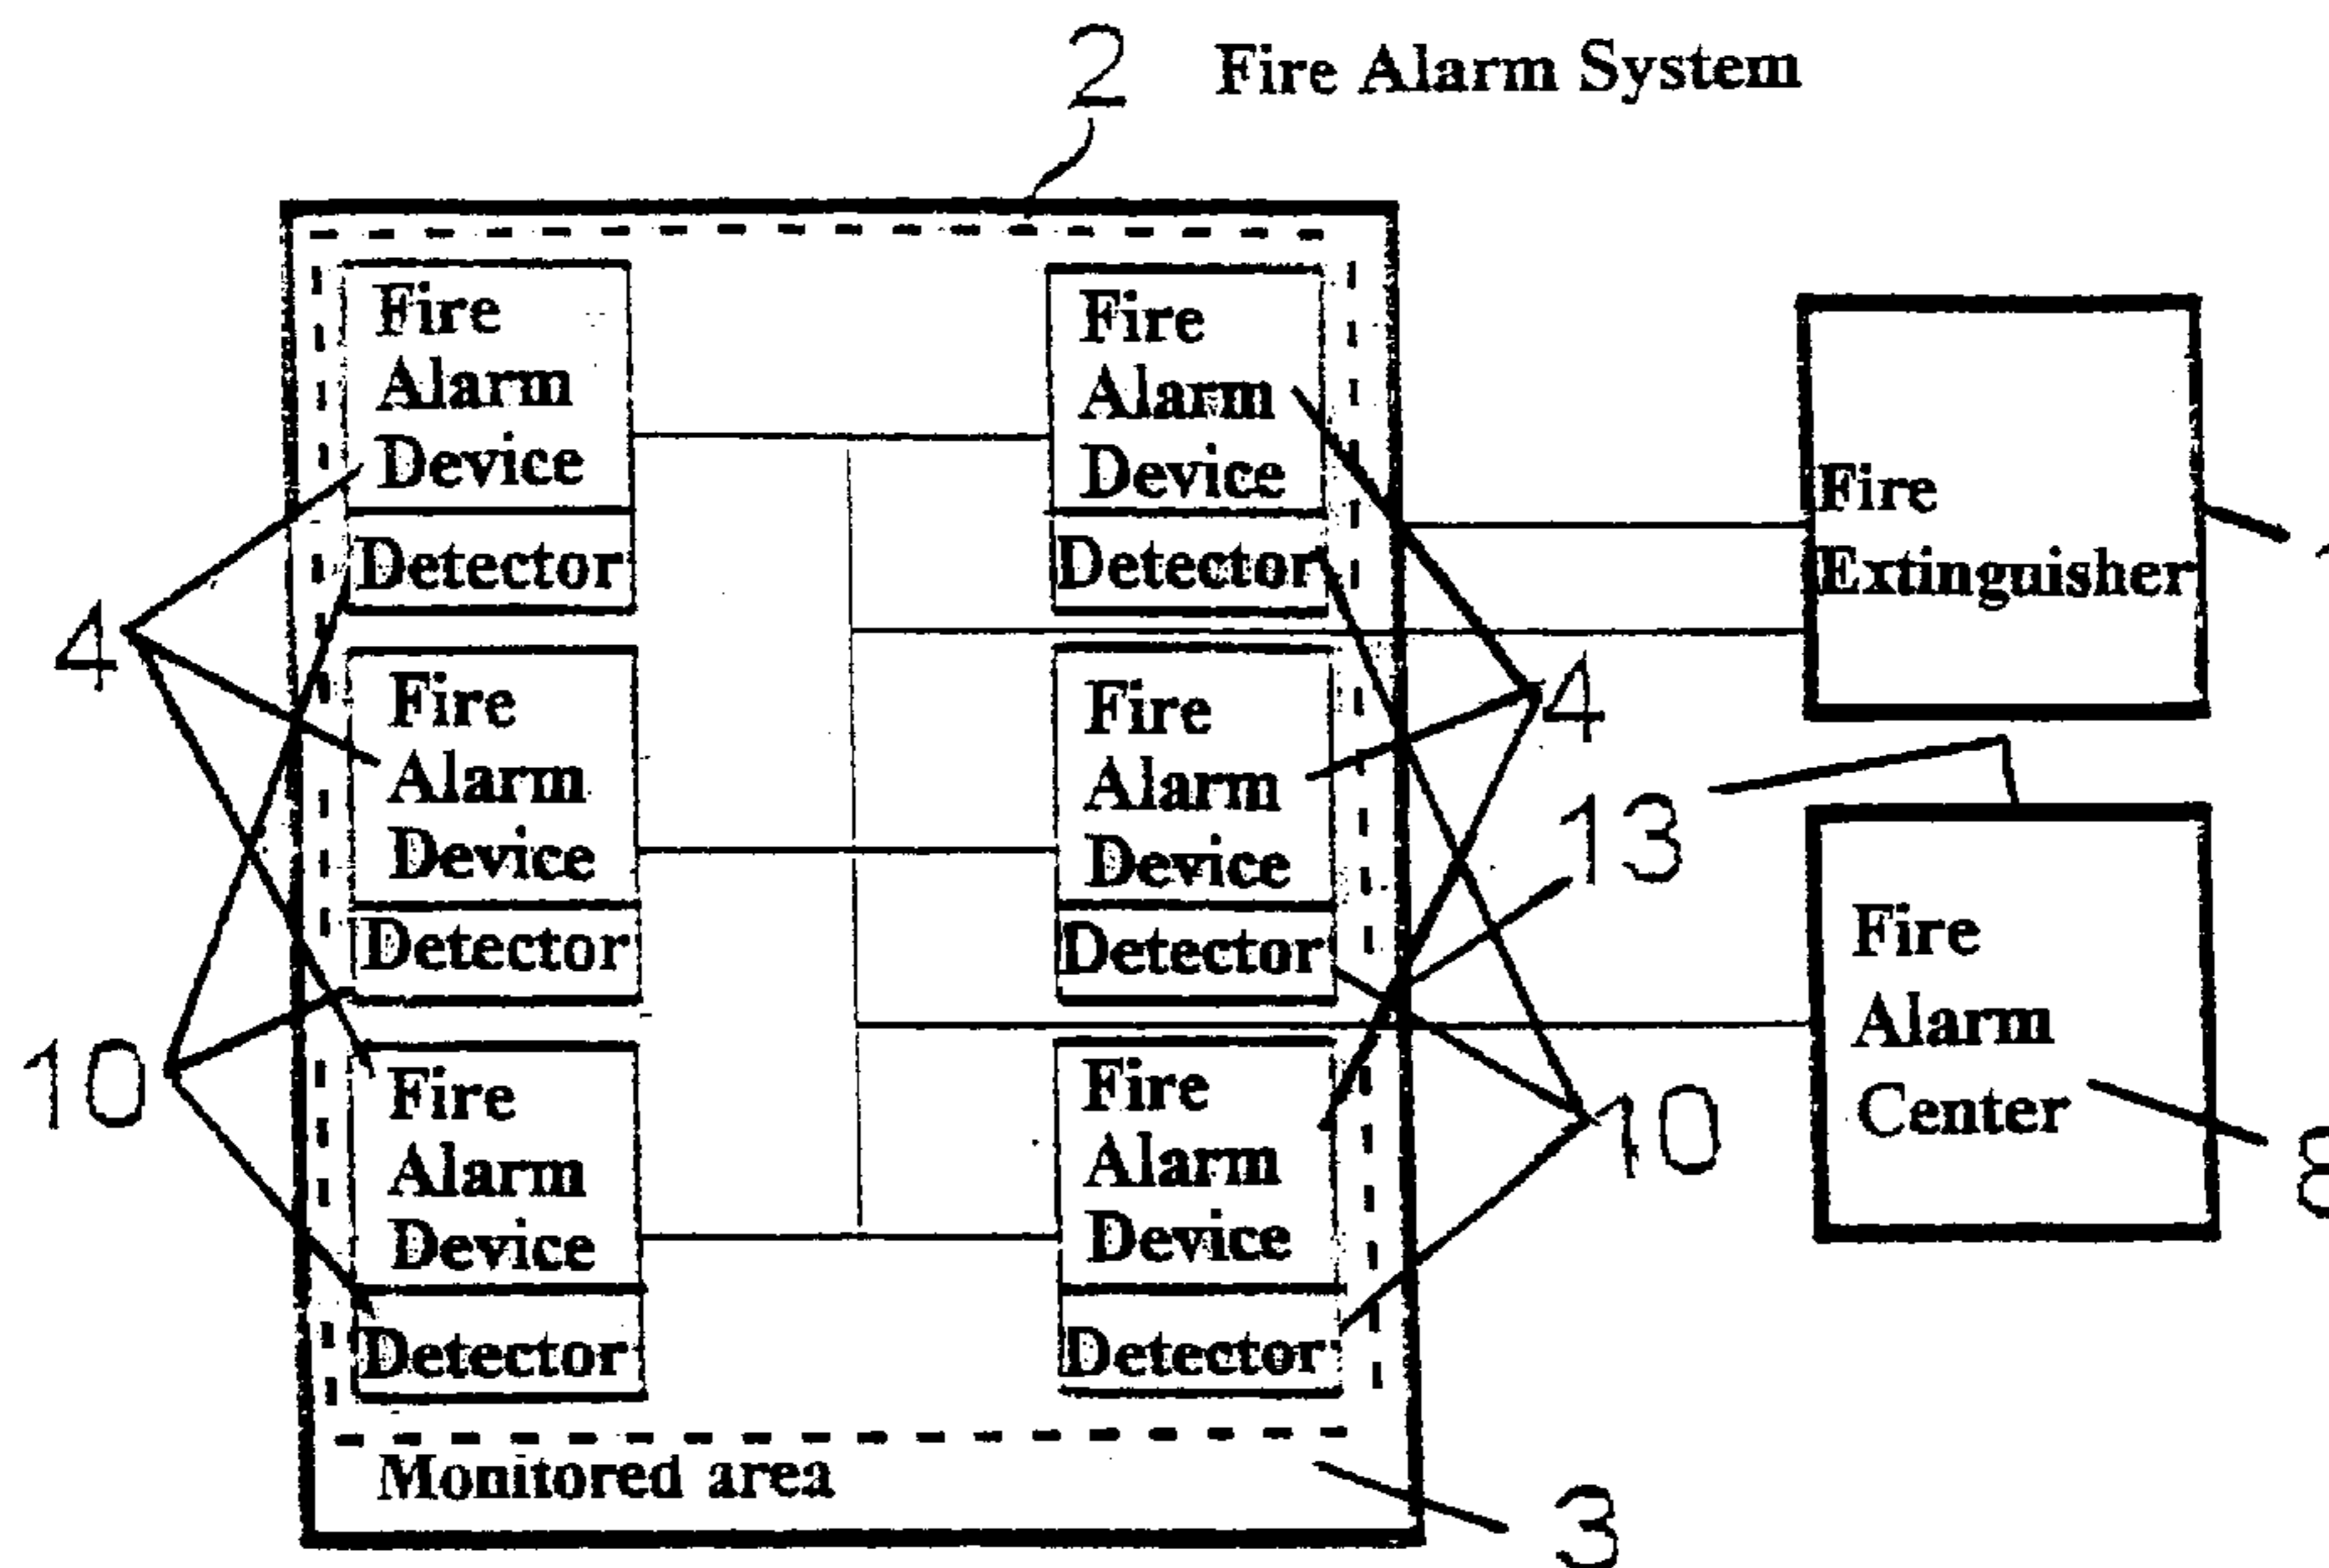 2 Fire Alarm System
Fire
Alarm
Device
Detector
Fire
Alarm
Device
Detector
Fire
Extinguisher
4
Fire
Alarm
Device
Detector
Fire
Alarm
Device
Detector
4
13
10
Fire
Alarm
Device
Detector
Fire
Alarm
Device
Detector
10
Fire
Alarm
Center
8
Monitored area
3